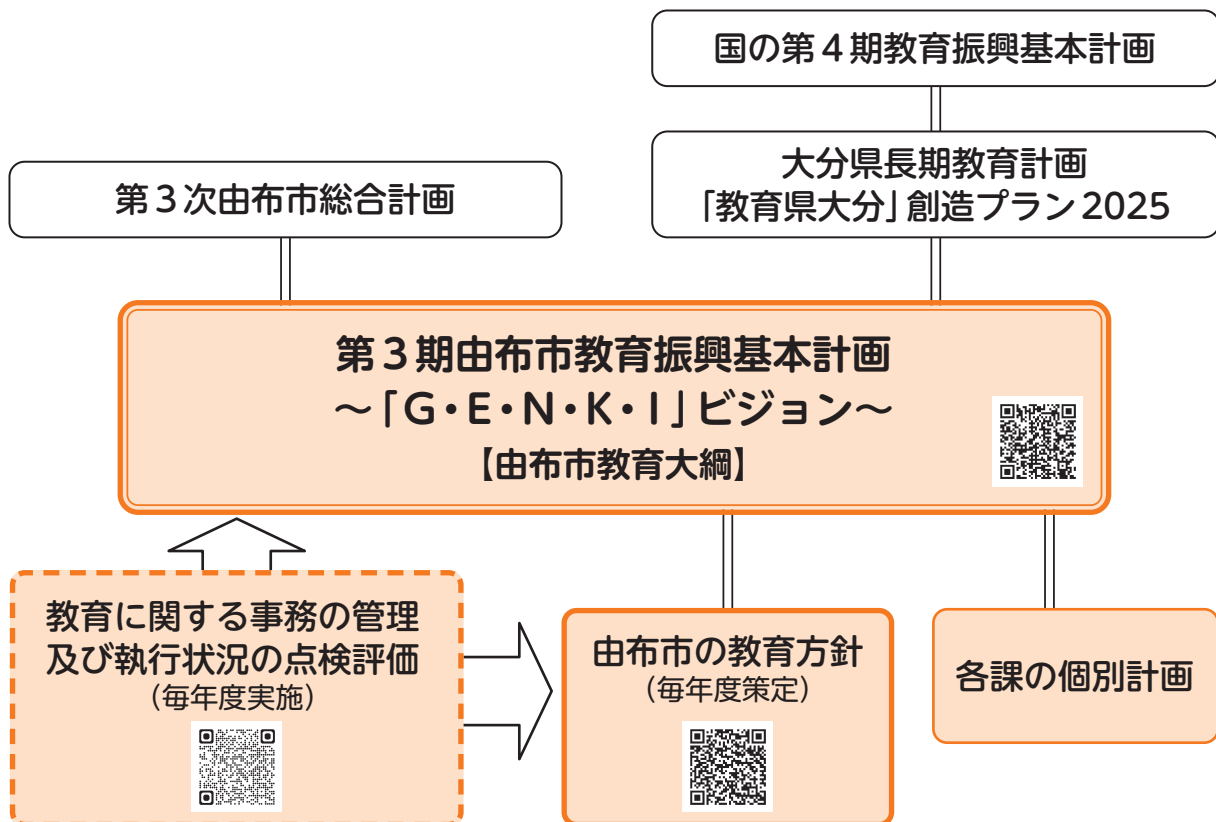 国の第４期教育振興基本計画
大分県長期教育計画
「教育県大分」創造プラン2025
第３次由布市総合計画
第３期由布市教育振興基本計画
～「G・E・N・K・I」ビジョン～
【由布市教育大綱】
教育に関する事務の管理
及び執行状況の点検評価
（毎年度実施）
由布市の教育方針
（毎年度策定）
各課の個別計画